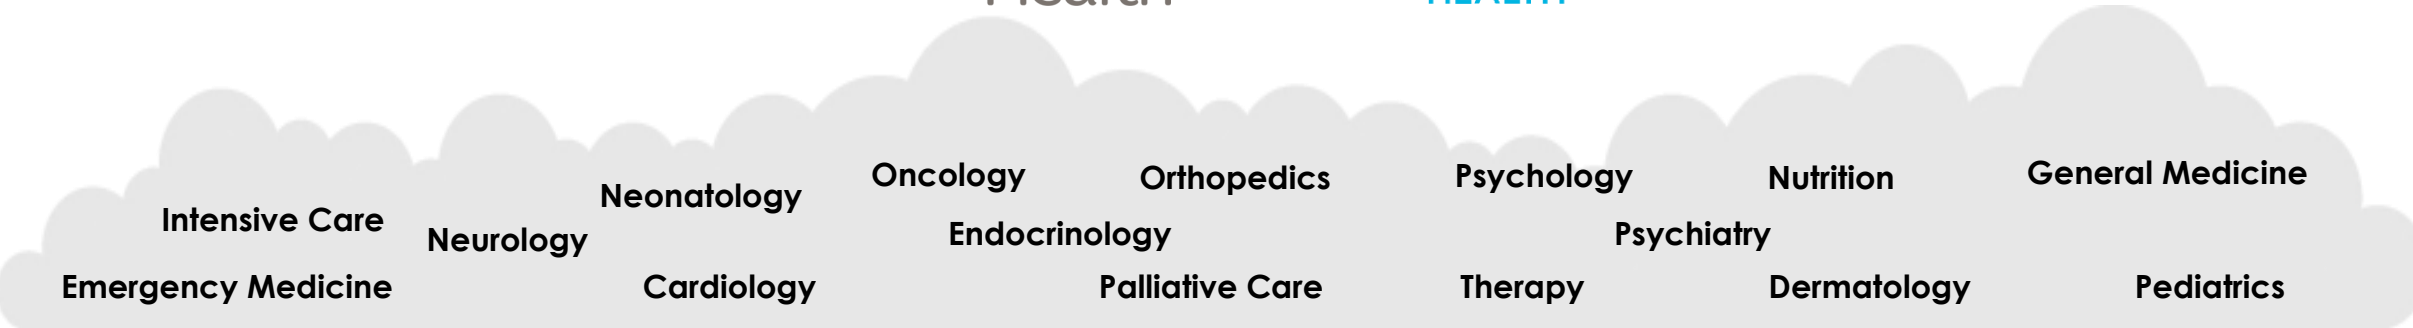 Oncology Orthopedics Psychology Nutrition General Medicine
Neonatology
Intensive Care
Neurology Endocrinology Psychiatry
Emergency Medicine Cardiology Palliative Care Therapy Dermatology Pediatrics